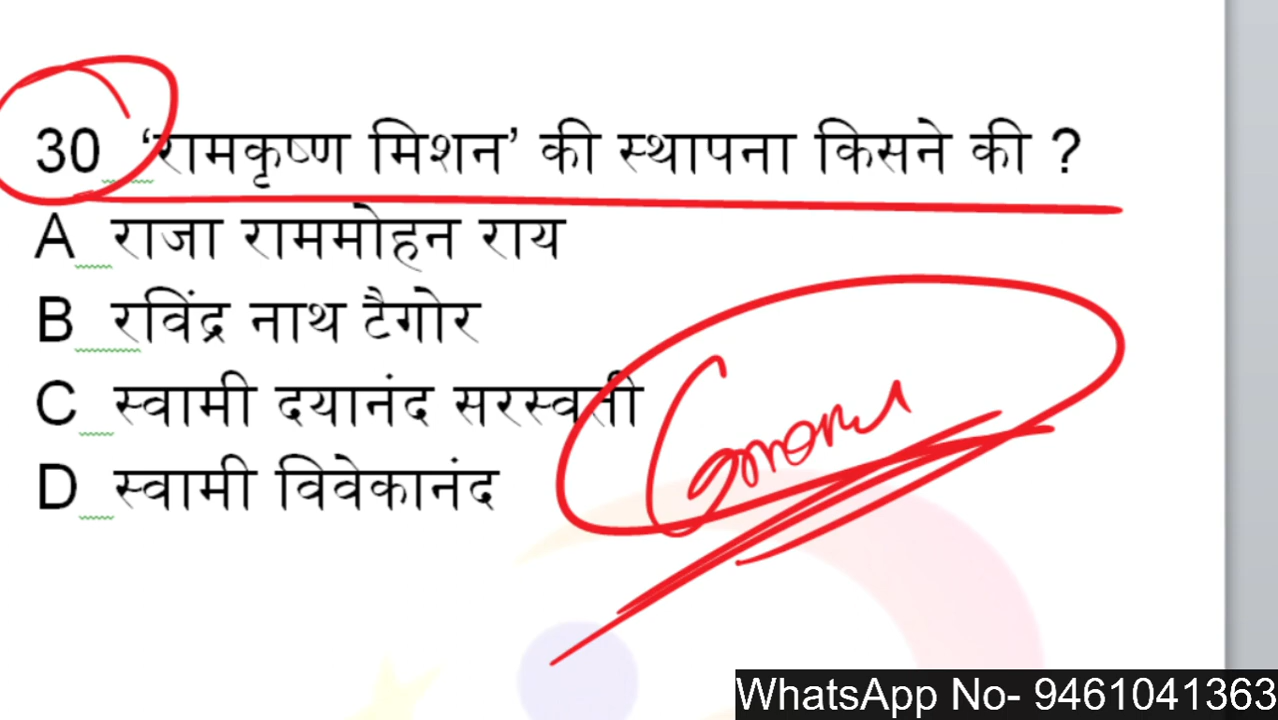 30 ‘रामकृष्ण मिशन’ की स्थापना किसने की ?
A राजा राममोहन राय
B रविंद्र नाथ टैगोर
C स्वामी दयानंद सरस्वती
D स्वामी विवेकानंद
WhatsApp No- 9461041363